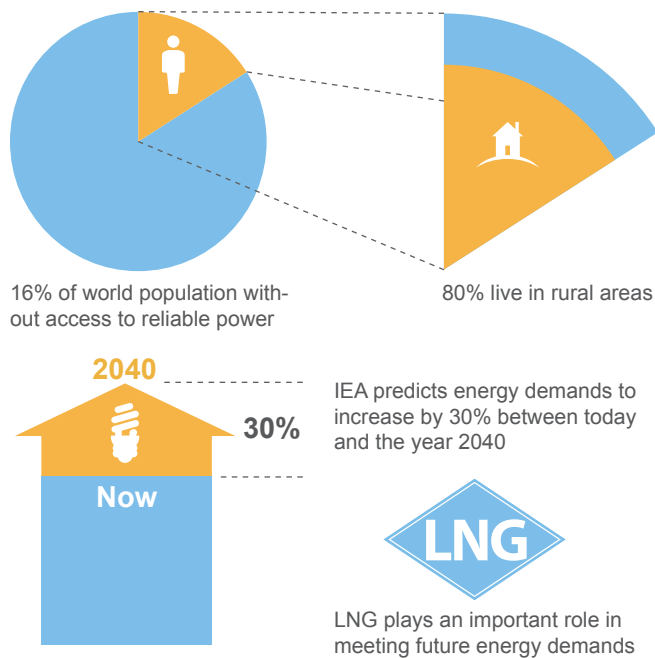 16% of world population with-
out access to reliable power
80% live in rural areas
2040
30%
Now
IEA predicts energy demands to
increase by 30% between today
and the year 2040
LNG
LNG plays an important role in
meeting future energy demands